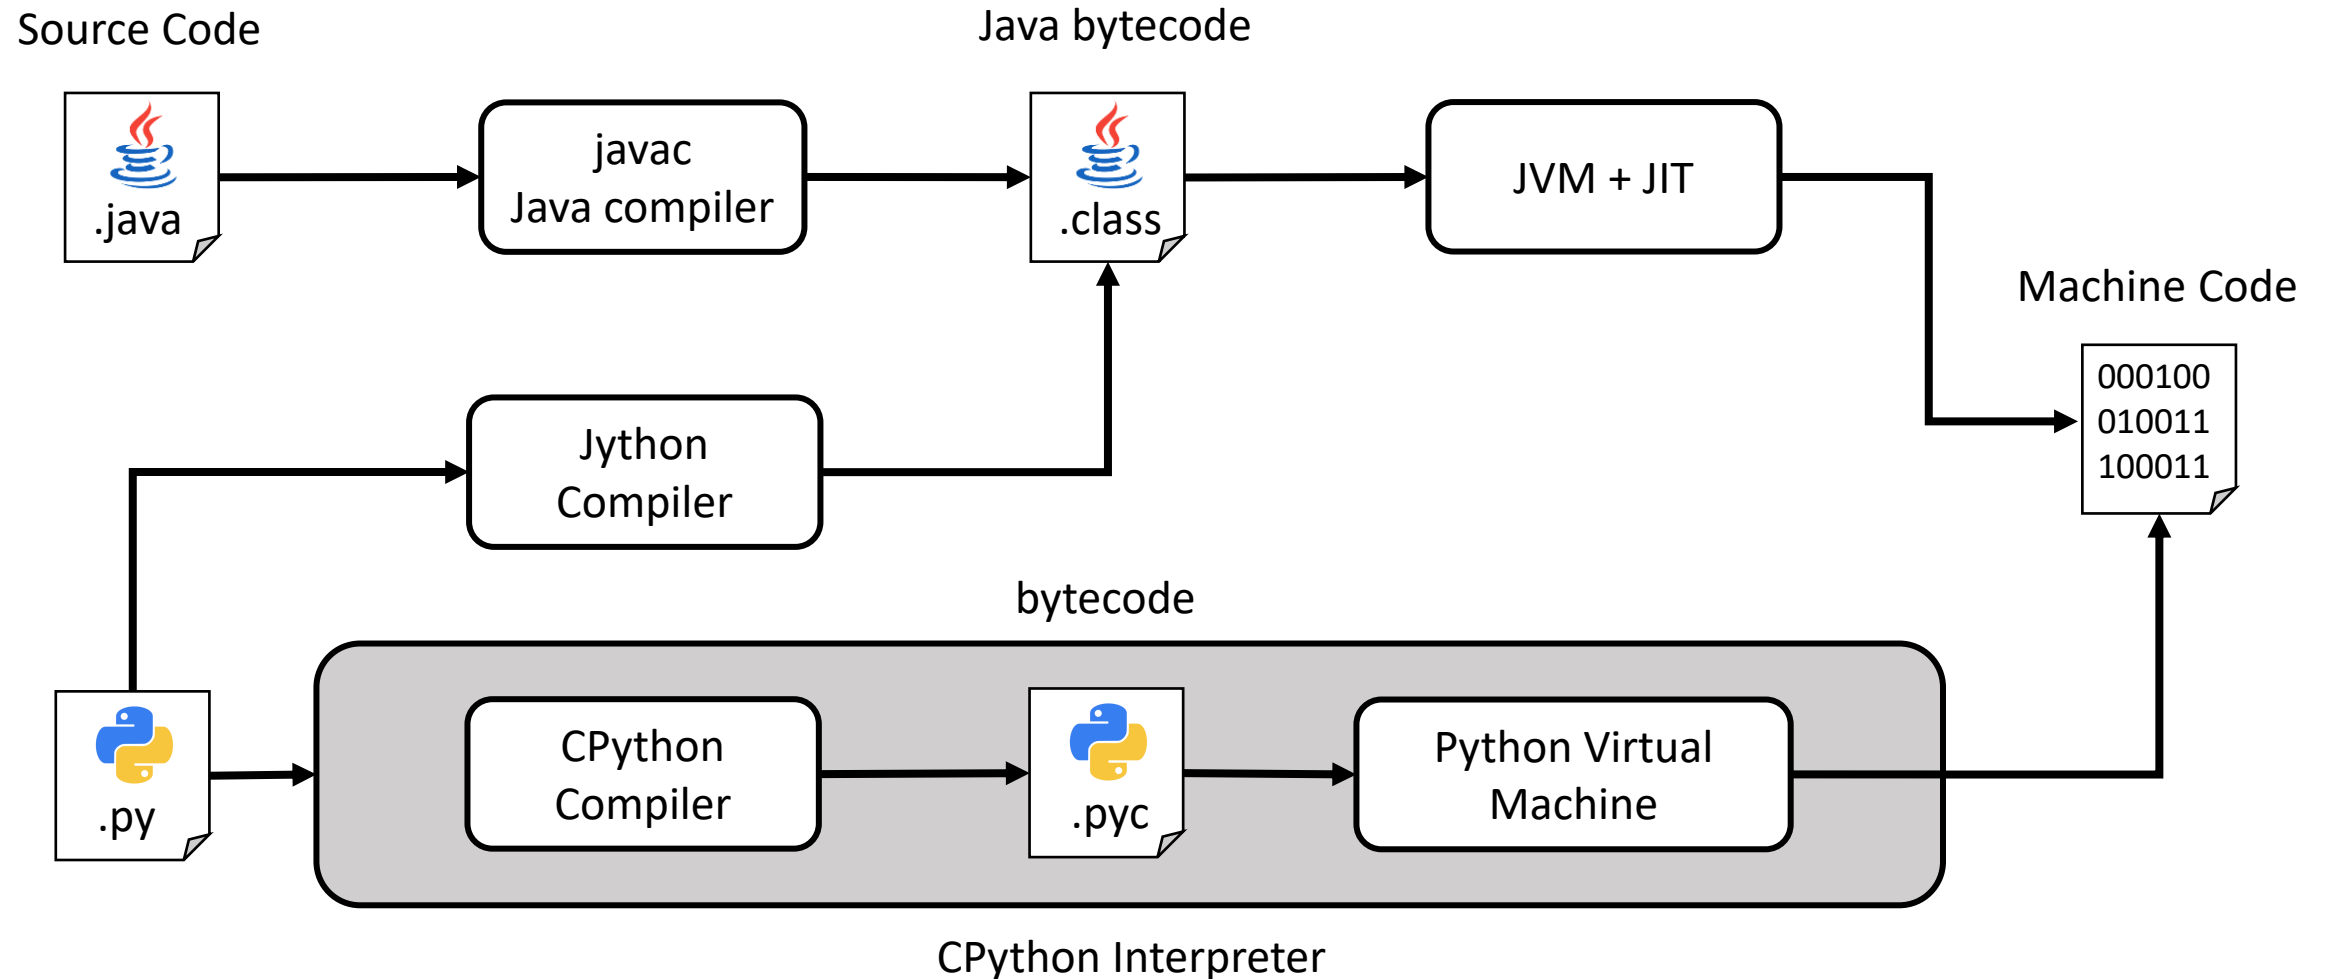 Source Code
Java bytecode
.java
javac
Java compiler
.class
JVM + JIT
Machine Code
000100
010011
100011
Jython
Compiler
bytecode
.py
CPython
Compiler
.pyc
Python Virtual
Machine
CPython Interpreter